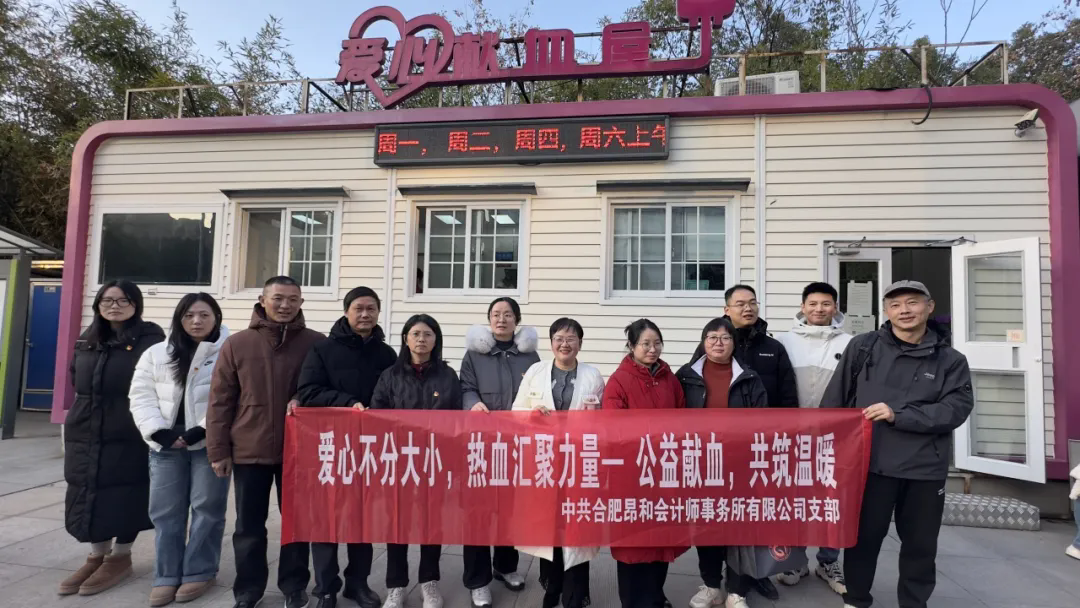 爱心献血屋
周一，周二，周四，周六上午
爱心不分大小，热血汇聚力量— 公益献血，共筑温暖
中共合肥昂和会计师事务所有限公司支部